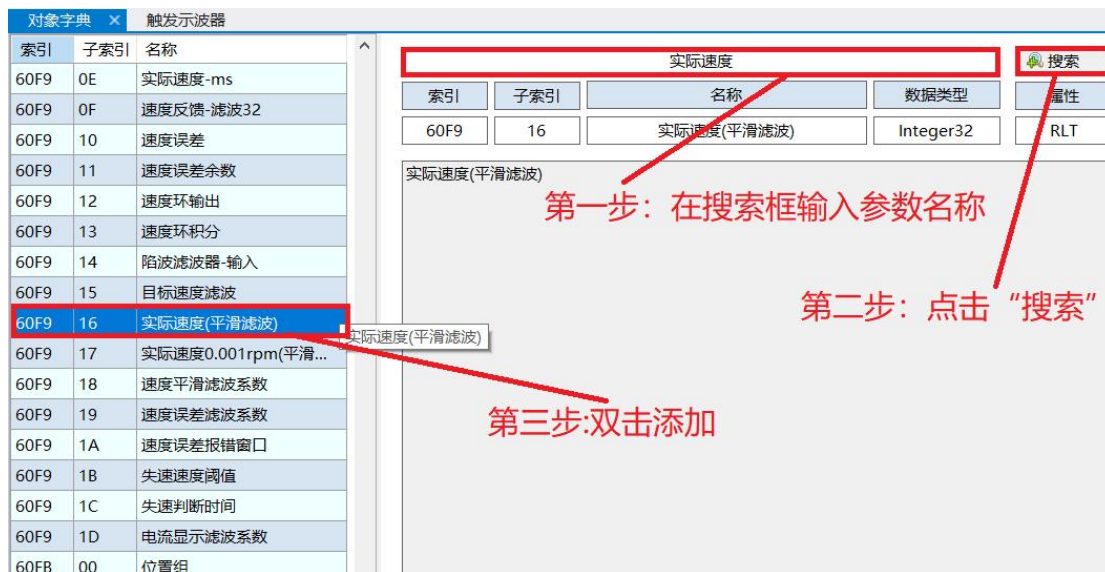 对象字典 × 触发示波器
索引 子索引 名称
60F9 0E 实际速度-ms
60F9 0F 速度反馈-滤波32
60F9 10 速度误差
60F9 11 速度误差余数
60F9 12 速度环输出
60F9 13 速度环积分
60F9 14 陷波滤波器-输入
60F9 15 目标速度滤波
60F9 16 实际速度(平滑滤波)
60F9 17 实际速度0.001rpm(平滑...
60F9 18 速度平滑滤波系数
60F9 19 速度误差滤波系数
60F9 1A 速度误差报错窗口
60F9 1B 失速速度阈值
60F9 1C 失速判断时间
60F9 1D 电流显示滤波系数
60FB 00 位置组
实际速度(平滑滤波)
实际速度 搜索
索引 子索引 名称 数据类型 属性
60F9 16 实际速度(平滑滤波) Integer32 RLT
实际速度(平滑滤波)
第一步：在搜索框输入参数名称
第二步：点击“搜索”
第三步:双击添加